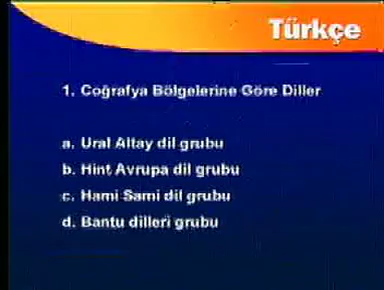 Türkçe
1. Coğrafya Bölgelerine Göre Diller
a. Ural Altay dil grubu
b. Hint Avrupa dil grubu
c. Hami Sami dil grubu
d. Bantu dilleri grubu